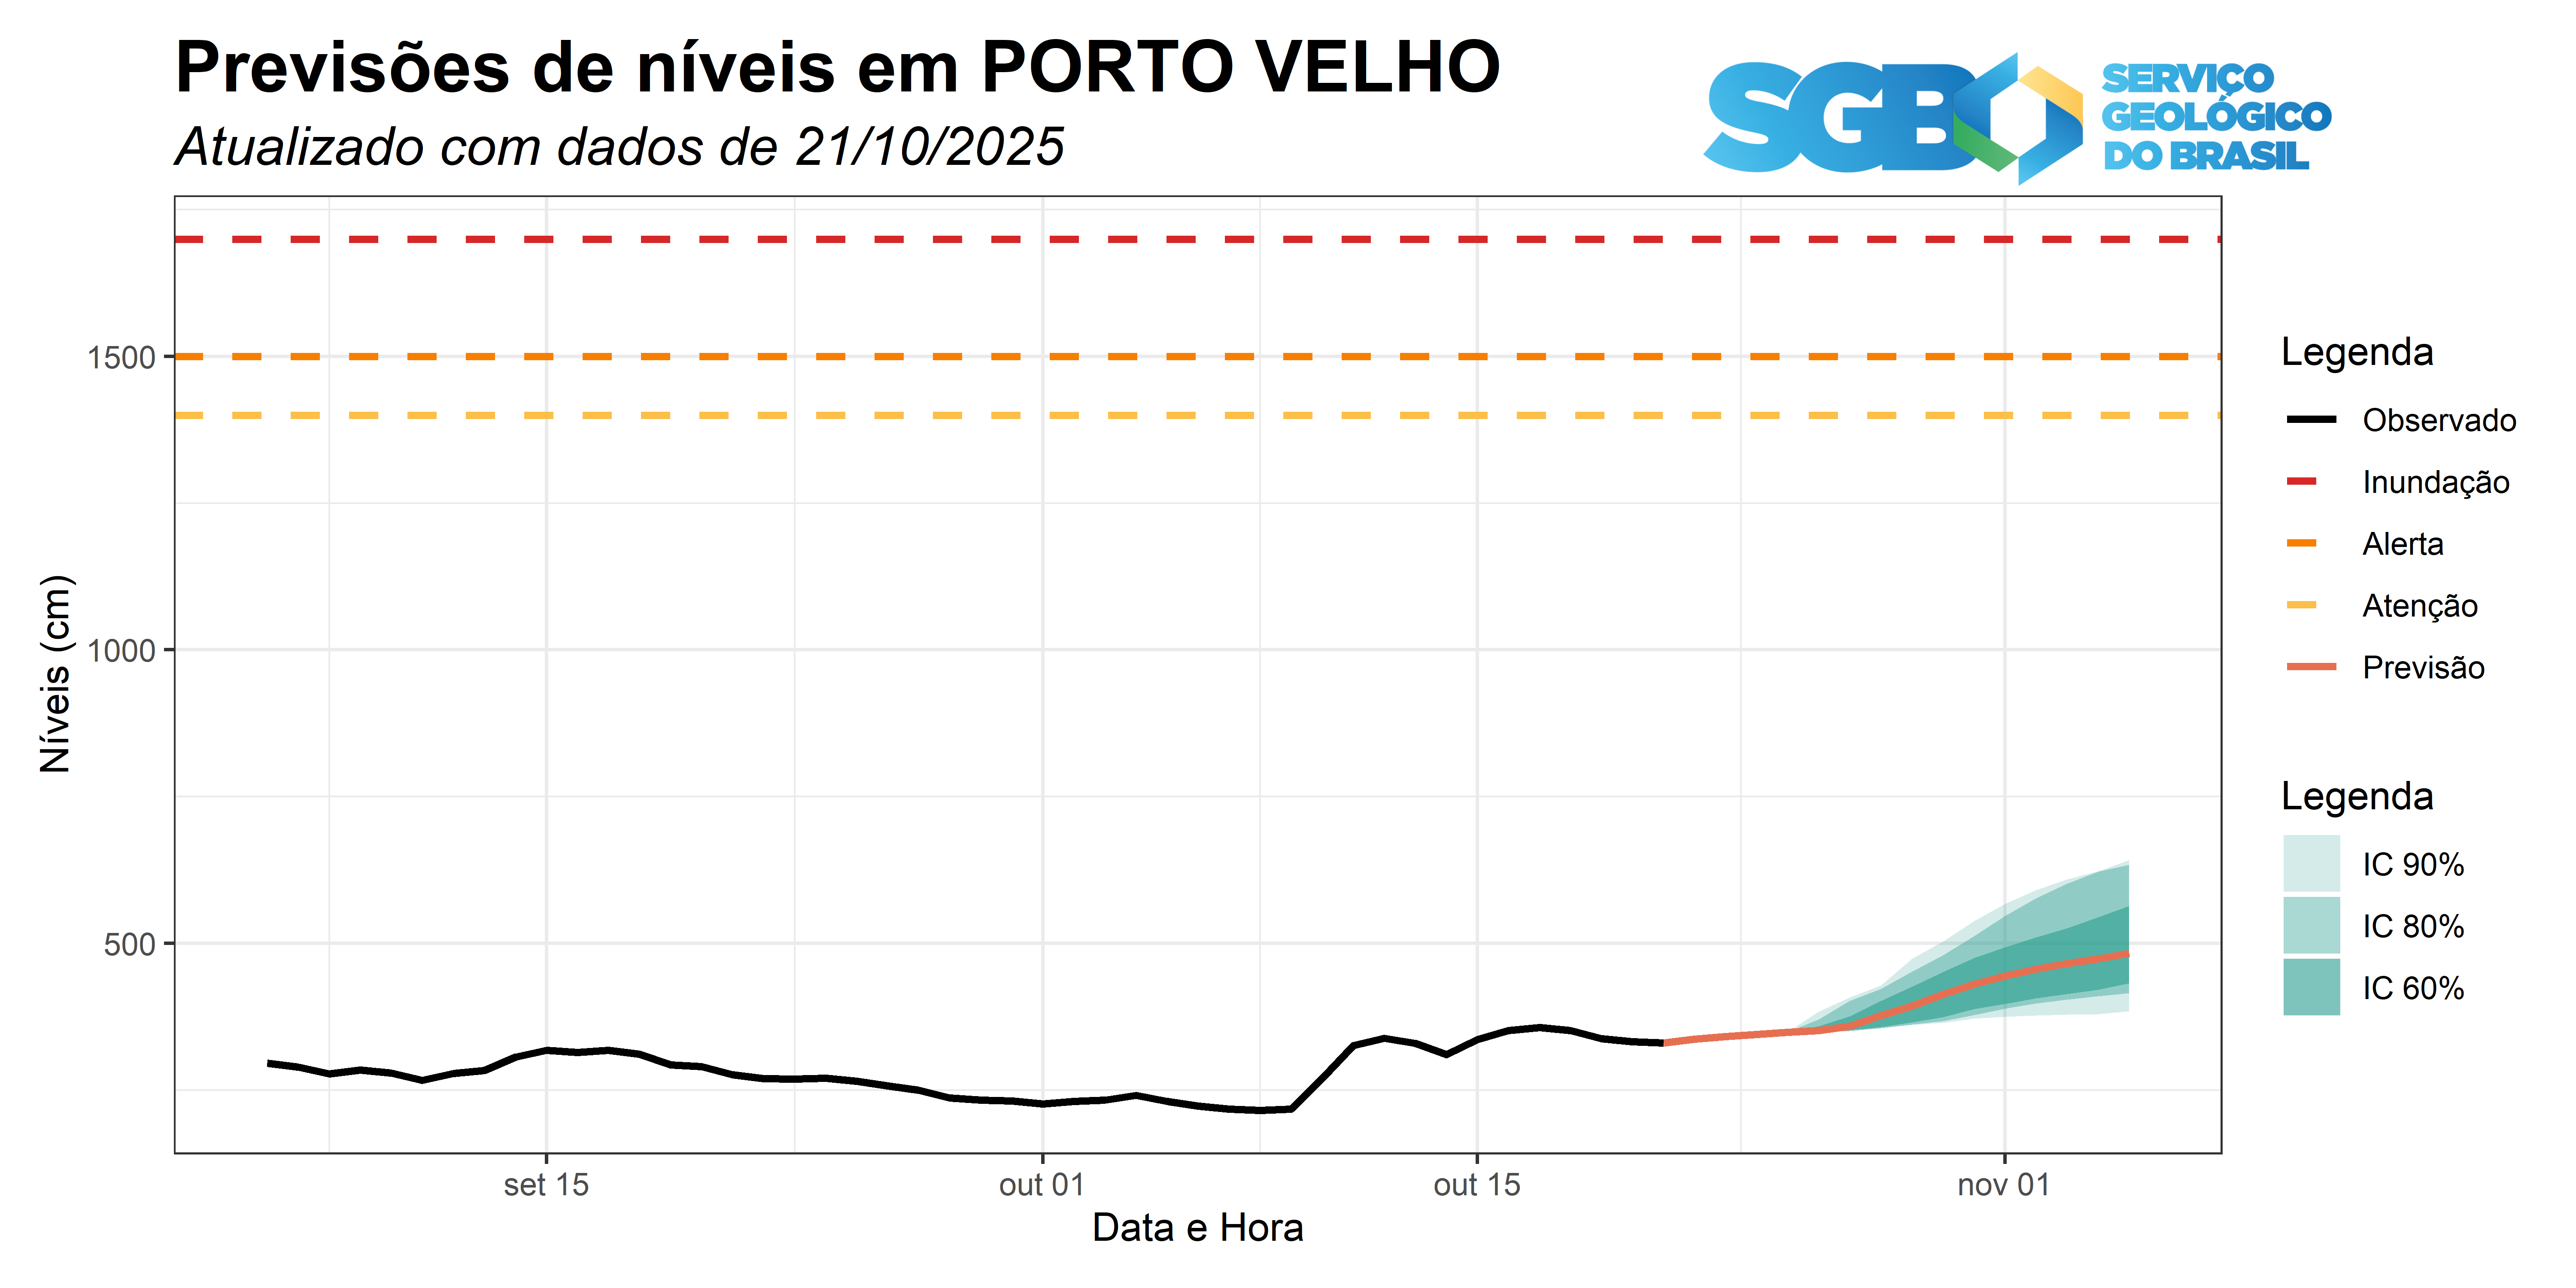 Previsões de níveis em PORTO VELHO
Atualizado com dados de 21/10/2025
SGB
SERVIÇO
GEOLÓGICO
DO BRASIL
1500
1000
500
Níveis (cm)
set 15
out 01
out 15
nov 01
Data e Hora
Legenda
Observado
Inundação
Alerta
Atenção
Previsão
Legenda
IC 90%
IC 80%
IC 60%